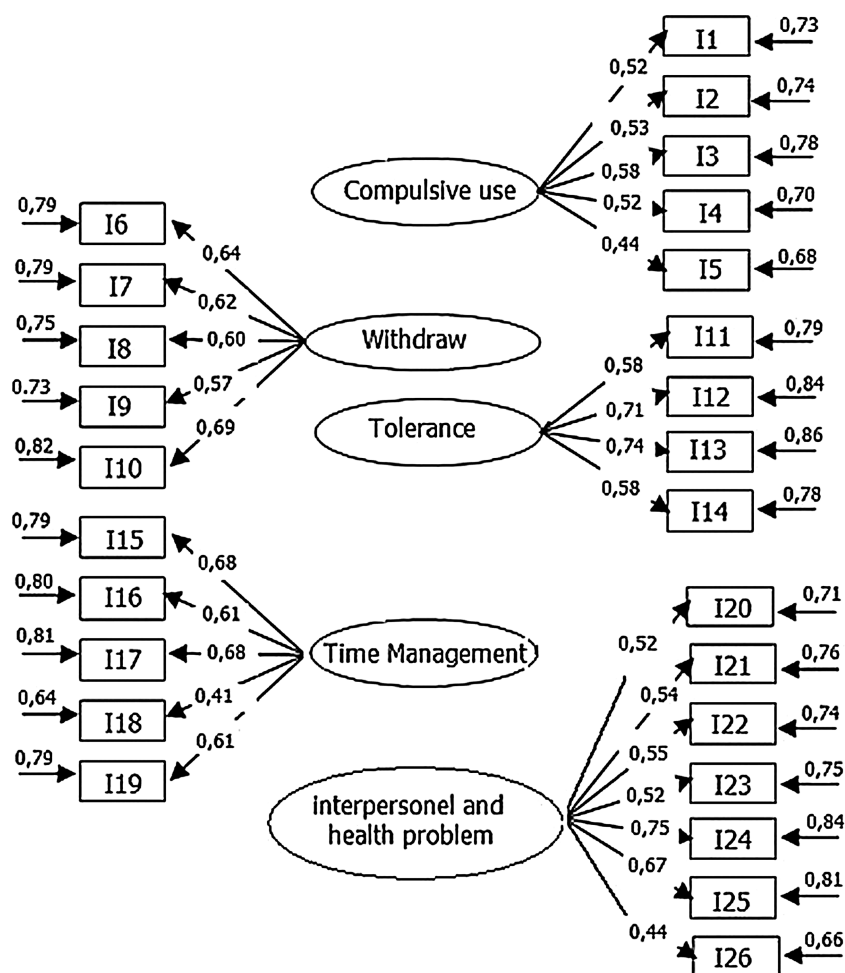 I1
0,73
0,52
I2
0,74
0,53
I3
0,78
0,58
Compulsive use
0,52
I4
0,70
0,44
I5
0,68
0,79
I6
0,64
0,79
I7
0,62
0,75
I8
0,60
Withdraw
0.73
I9
0,57
0,82
I10
0,69
I11
0,79
0,58
I12
0,84
0,71
Tolerance
0,74
I13
0,86
0,58
I14
0,78
0,79
I15
0,68
0,80
I16
0,61
0,81
I17
0,68
Time Management
0,64
I18
0,41
0,79
I19
0,61
I20
0,71
0,52
I21
0,76
0,54
I22
0,74
0,55
I23
0,75
0,52
interpersonel and
health problem
0,75
I24
0,84
0,67
I25
0,81
0,44
I26
0,66